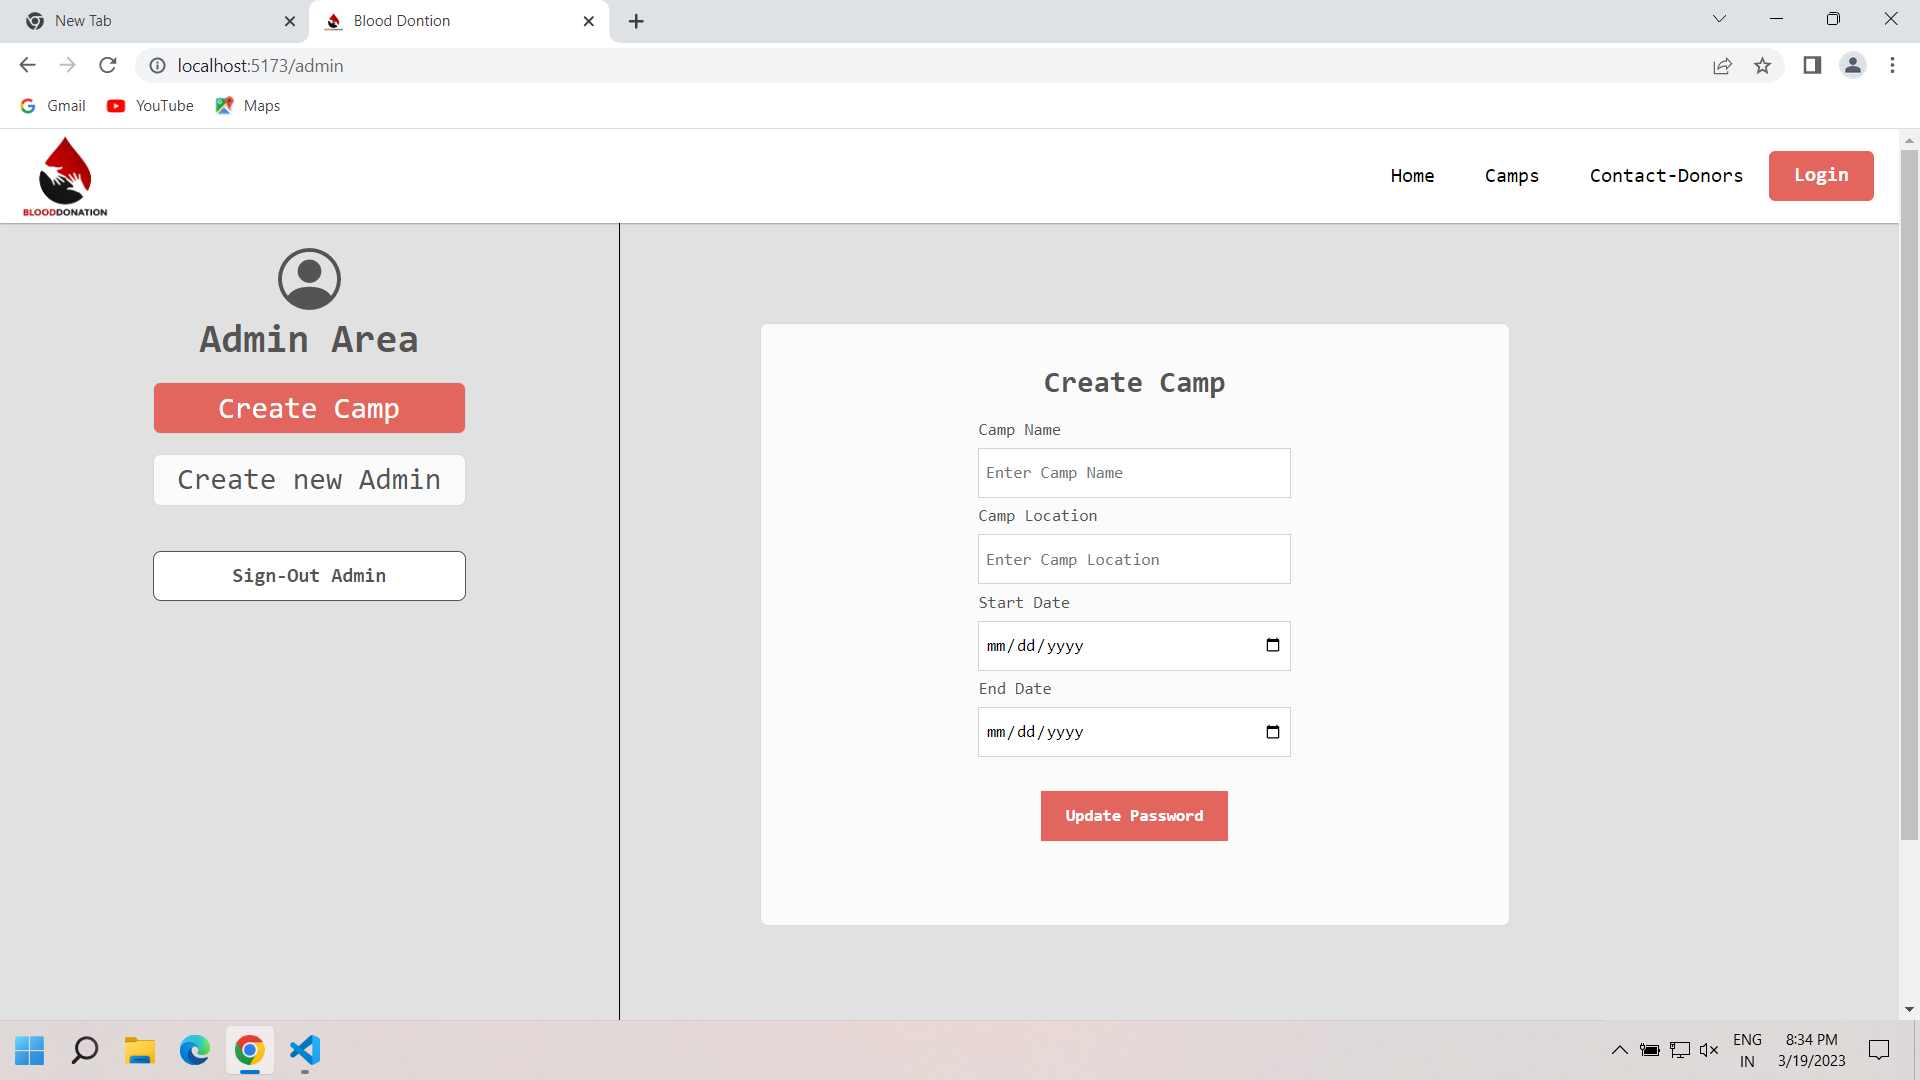 New Tab
Blood Dontion
localhost:5173/admin
Gmail
YouTube
Maps
BLOODDONATION
Home
Camps
Contact-Donors
Login
Admin Area
Create Camp
Create new Admin
Sign-Out Admin
Create Camp
Camp Name
Enter Camp Name
Camp Location
Enter Camp Location
Start Date
mm/dd/yyyy
End Date
mm/dd/yyyy
Update Password
ENG
IN
8:34 PM
3/19/2023